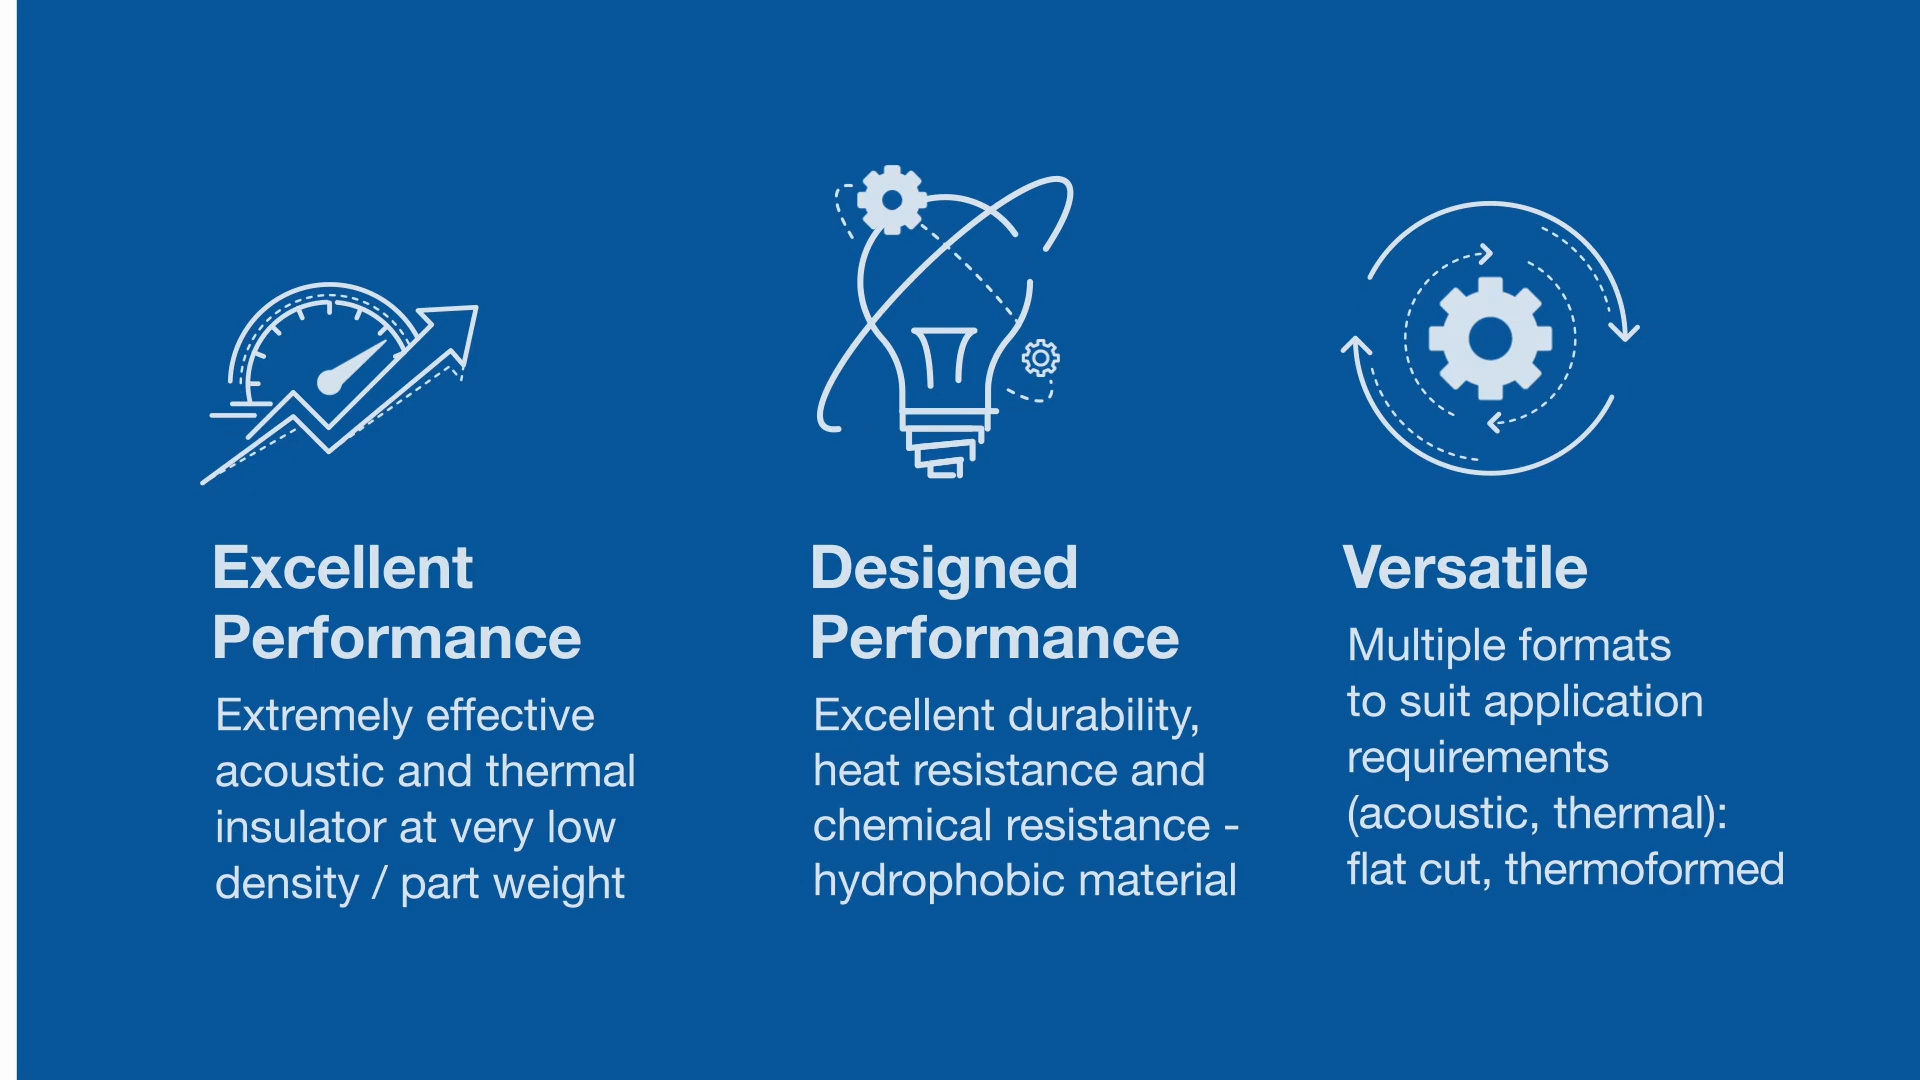 Excellent
Performance
Extremely effective
acoustic and thermal
insulator at very low
density / part weight
Designed
Performance
Excellent durability,
heat resistance and
chemical resistance -
hydrophobic material
Versatile
Multiple formats
to suit application
requirements
(acoustic, thermal):
flat cut, thermoformed